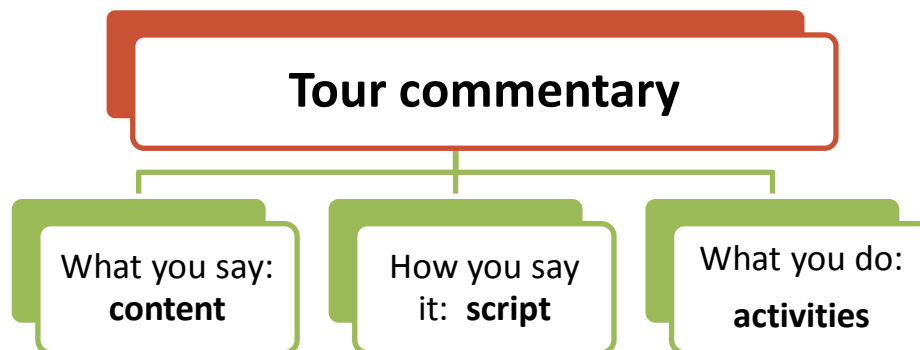 Tour commentary
What you say:
content
How you say
it: script
What you do:
activities